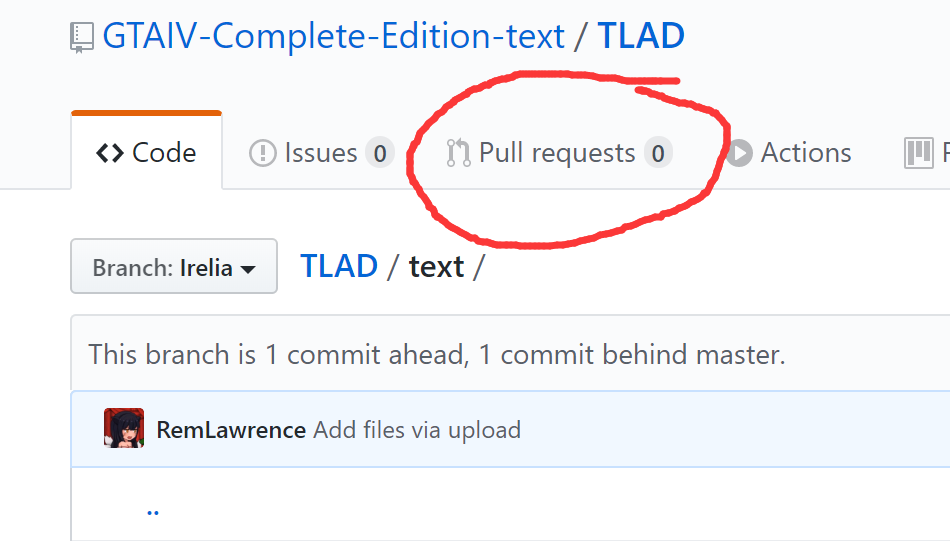 GTAIV-Complete-Edition-text / TLAD
Code Issues 0 Pull requests 0 Actions
Branch: Irelia TLAD / text /
This branch is 1 commit ahead, 1 commit behind master.
RemLawrence Add files via upload
..